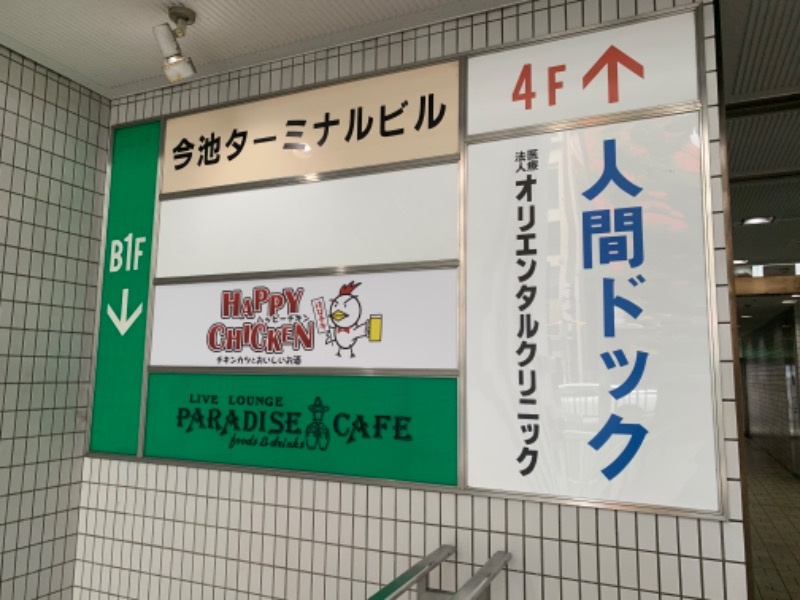 B1F
今池ターミナルビル
HAPPY
ハッピーチキン
CHICKEN
チキンカツとおいしいお酒
LIVE LOUNGE
PARADISE CAFE
foods & drinks
4F
人間ドック
医療法人
オリエンタルクリニック